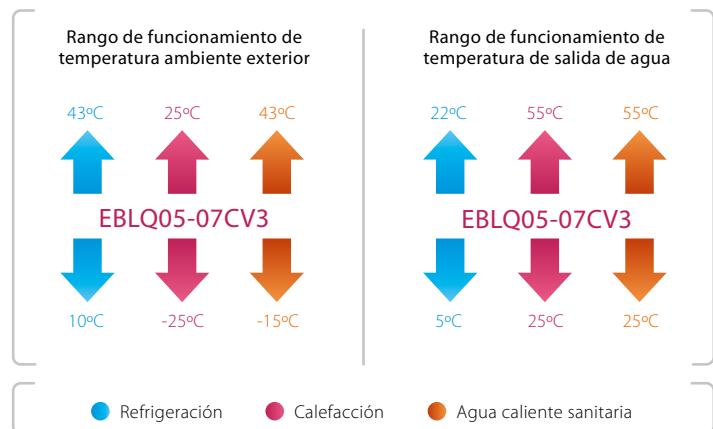 Rango de funcionamiento de
temperatura ambiente exterior
43ºC 25ºC 43ºC
EBLQ05-07CV3
10ºC -25ºC -15ºC
Rango de funcionamiento de
temperatura de salida de agua
22ºC 55ºC 55ºC
EBLQ05-07CV3
5ºC 25ºC 25ºC
Refrigeración Calefacción Agua caliente sanitaria